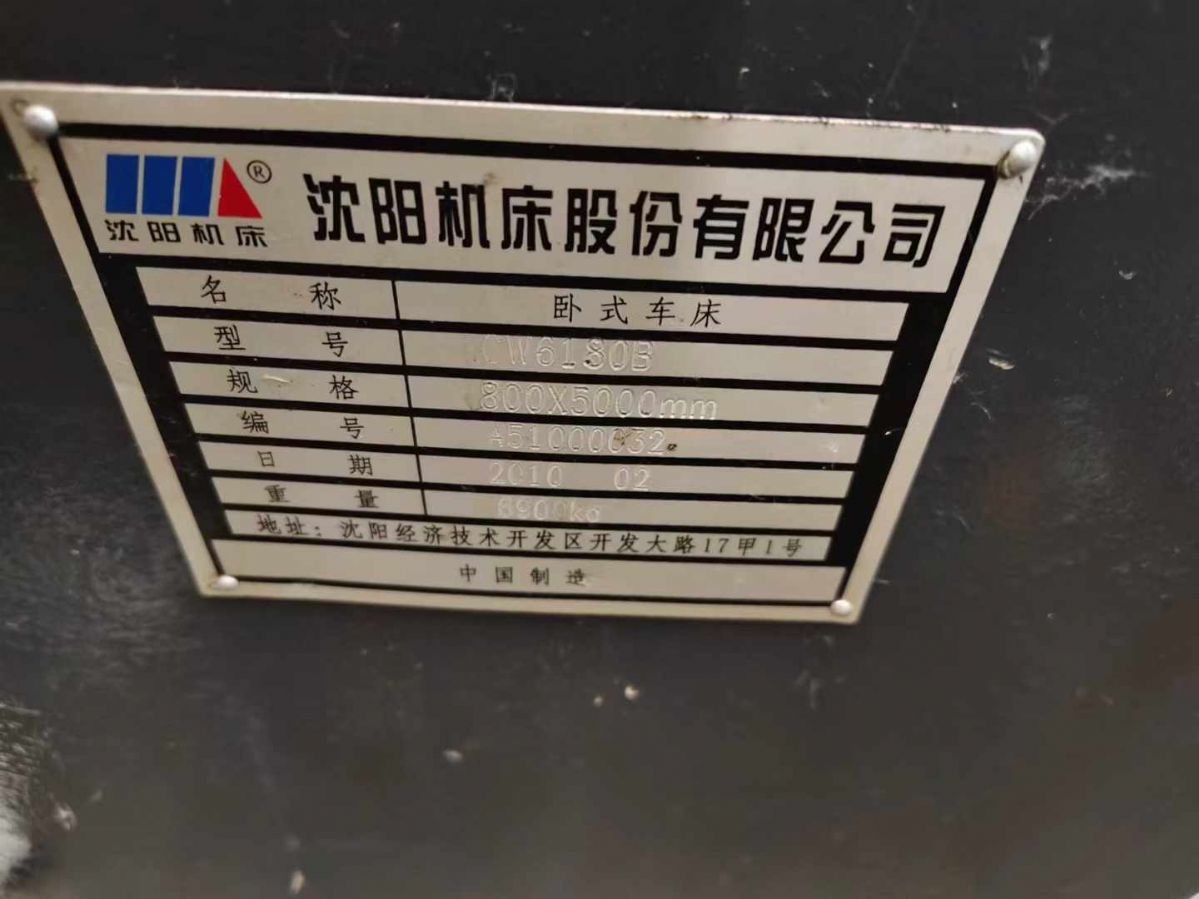 ® 沈阳机床
沈阳机床股份有限公司
名 称 卧式车床
型 号 CW6180B
规 格 800X5000mm
编 号 A51000032
日 期 2010 02
重 量 6900kg
地址：沈阳经济技术开发区开发大路17甲1号
中国制造